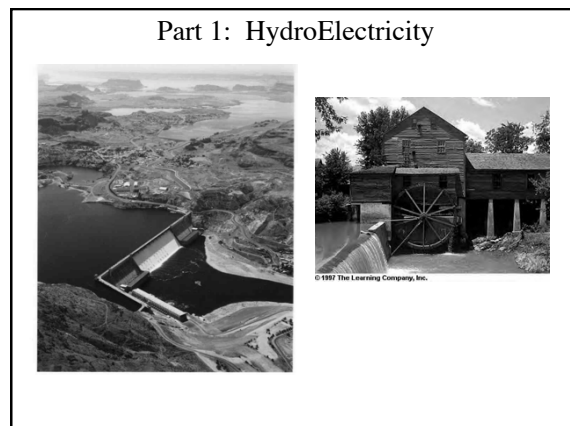 Part 1:  HydroElectricity
© 1997 The Learning Company, Inc.